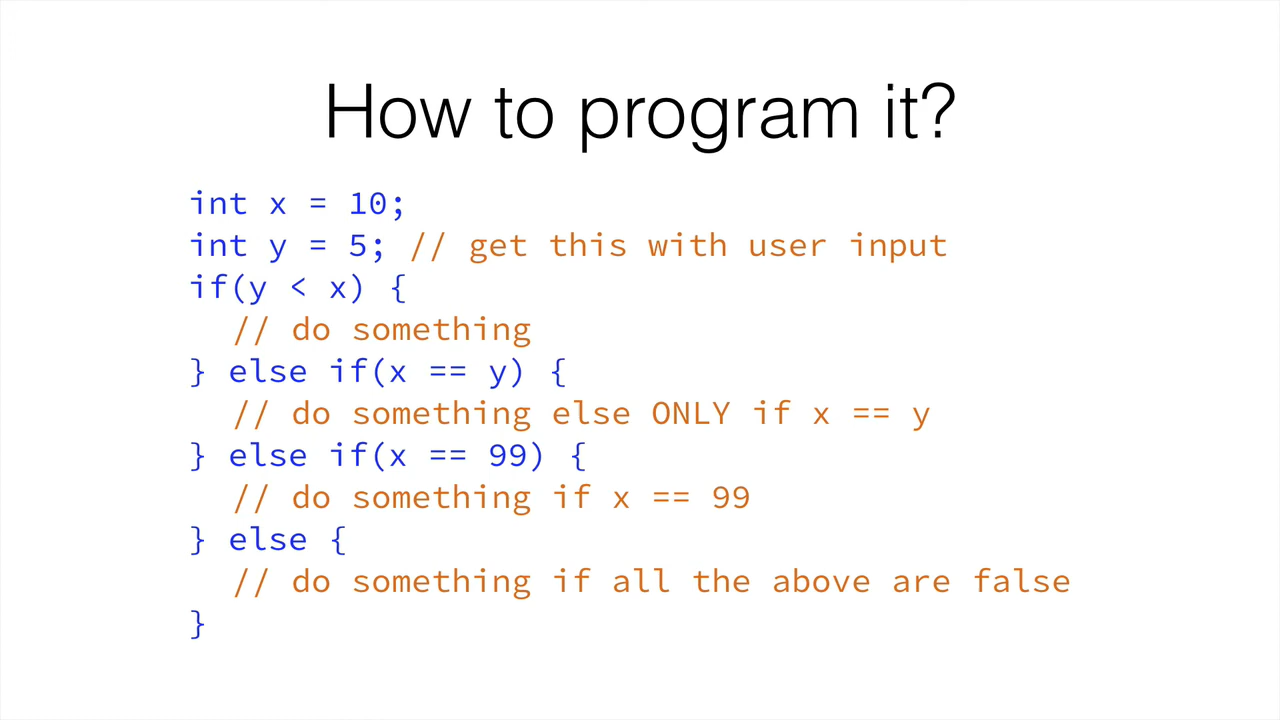 How to program it?
int x = 10;
int y = 5; // get this with user input
if(y < x) {
// do something
} else if(x == y) {
// do something else ONLY if x == y
} else if(x == 99) {
// do something if x == 99
} else {
// do something if all the above are false
}